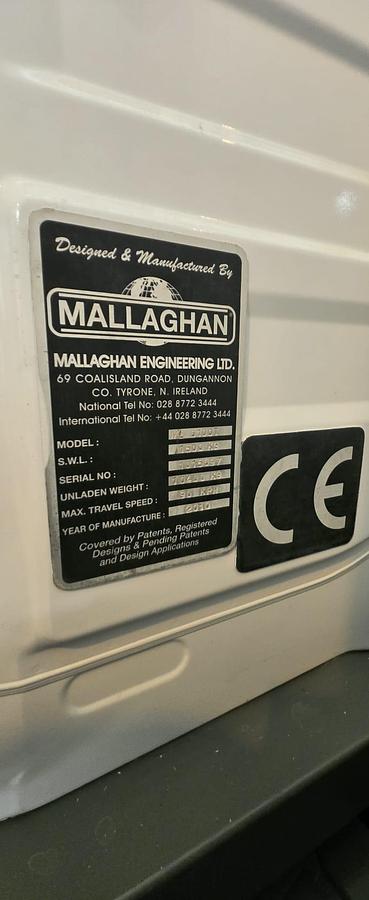 Designed & Manufactured By
MALLAGHAN
MALLAGHAN ENGINEERING LTD.
69 COALISLAND ROAD, DUNGANNON
CO. TYRONE, N. IRELAND
National Tel No: 028 8772 3444
International Tel No: +44 028 8772 3444
MODEL :
S.W.L. :
SERIAL NO :
UNLADEN WEIGHT :
MAX. TRAVEL SPEED :
YEAR OF MANUFACTURE :
Covered by Patents, Registered
Designs & Pending Patents
and Design Applications
CE